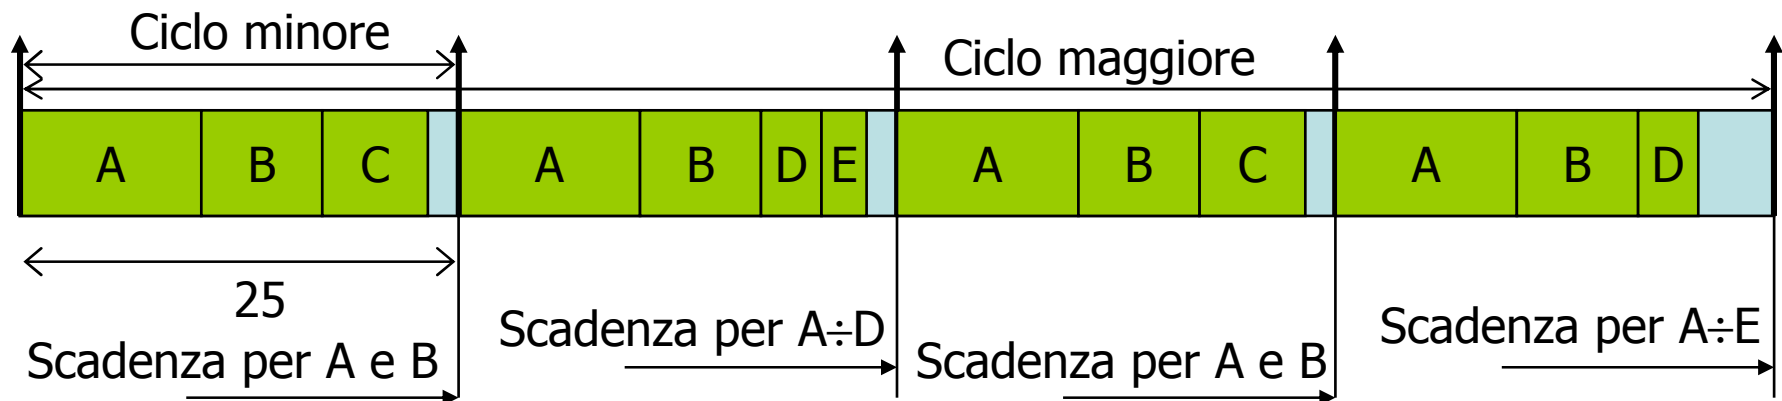 Ciclo minore
Ciclo maggiore
A B C A B D E A B C A B D
25
Scadenza per A e B
Scadenza per A÷D
Scadenza per A e B
Scadenza per A÷E